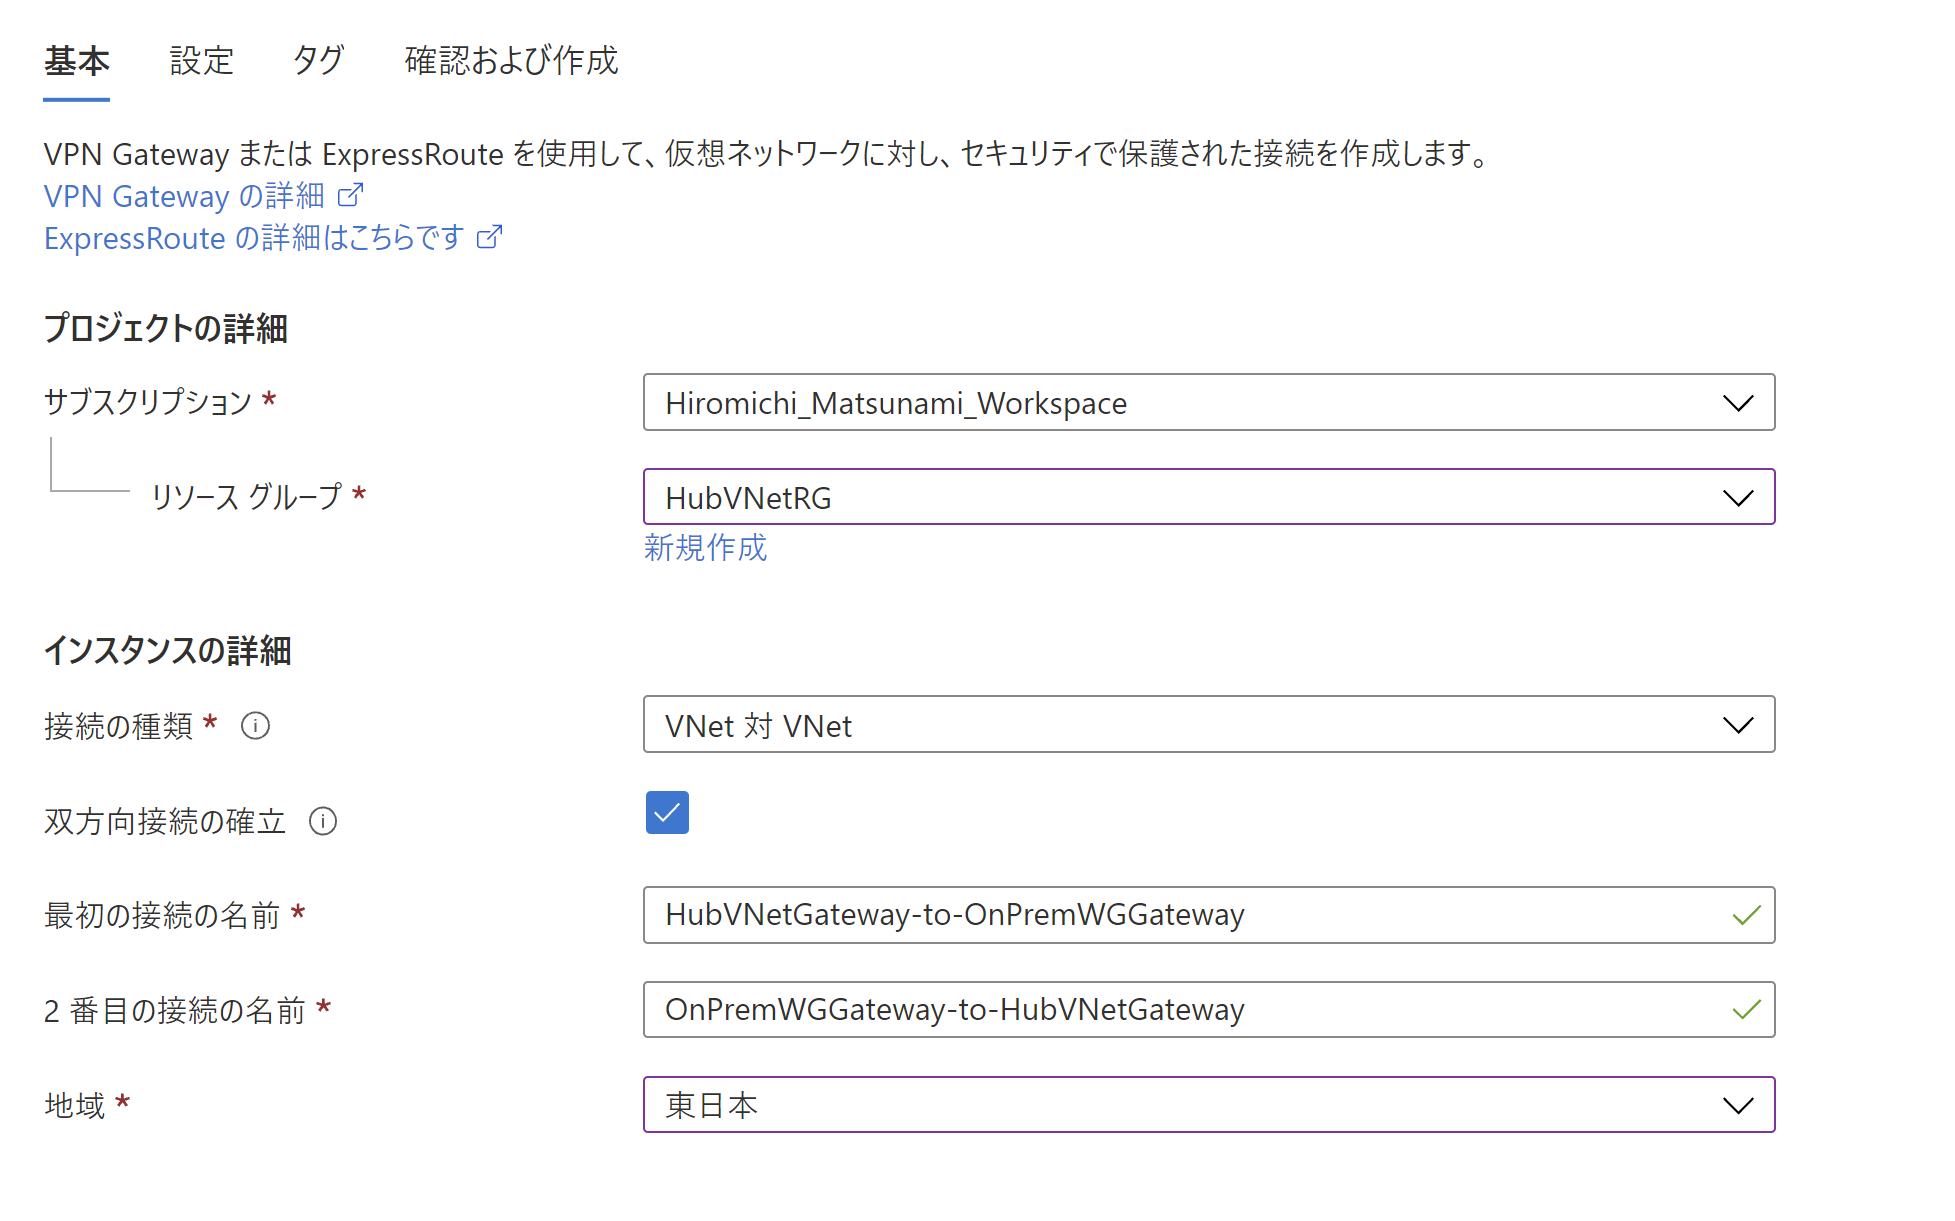 基本 設定 タグ 確認および作成
VPN Gateway または ExpressRoute を使用して、仮想ネットワークに対し、セキュリティで保護された接続を作成します。
VPN Gateway の詳細
ExpressRoute の詳細はこちらです
プロジェクトの詳細
サブスクリプション * Hiromichi_Matsunami_Workspace
リソース グループ * HubVNetRG
新規作成
インスタンスの詳細
接続の種類 * VNet 対 VNet
双方向接続の確立
最初の接続の名前 * HubVNetGateway-to-OnPremWGGateway
2 番目の接続の名前 * OnPremWGGateway-to-HubVNetGateway
地域 * 東日本